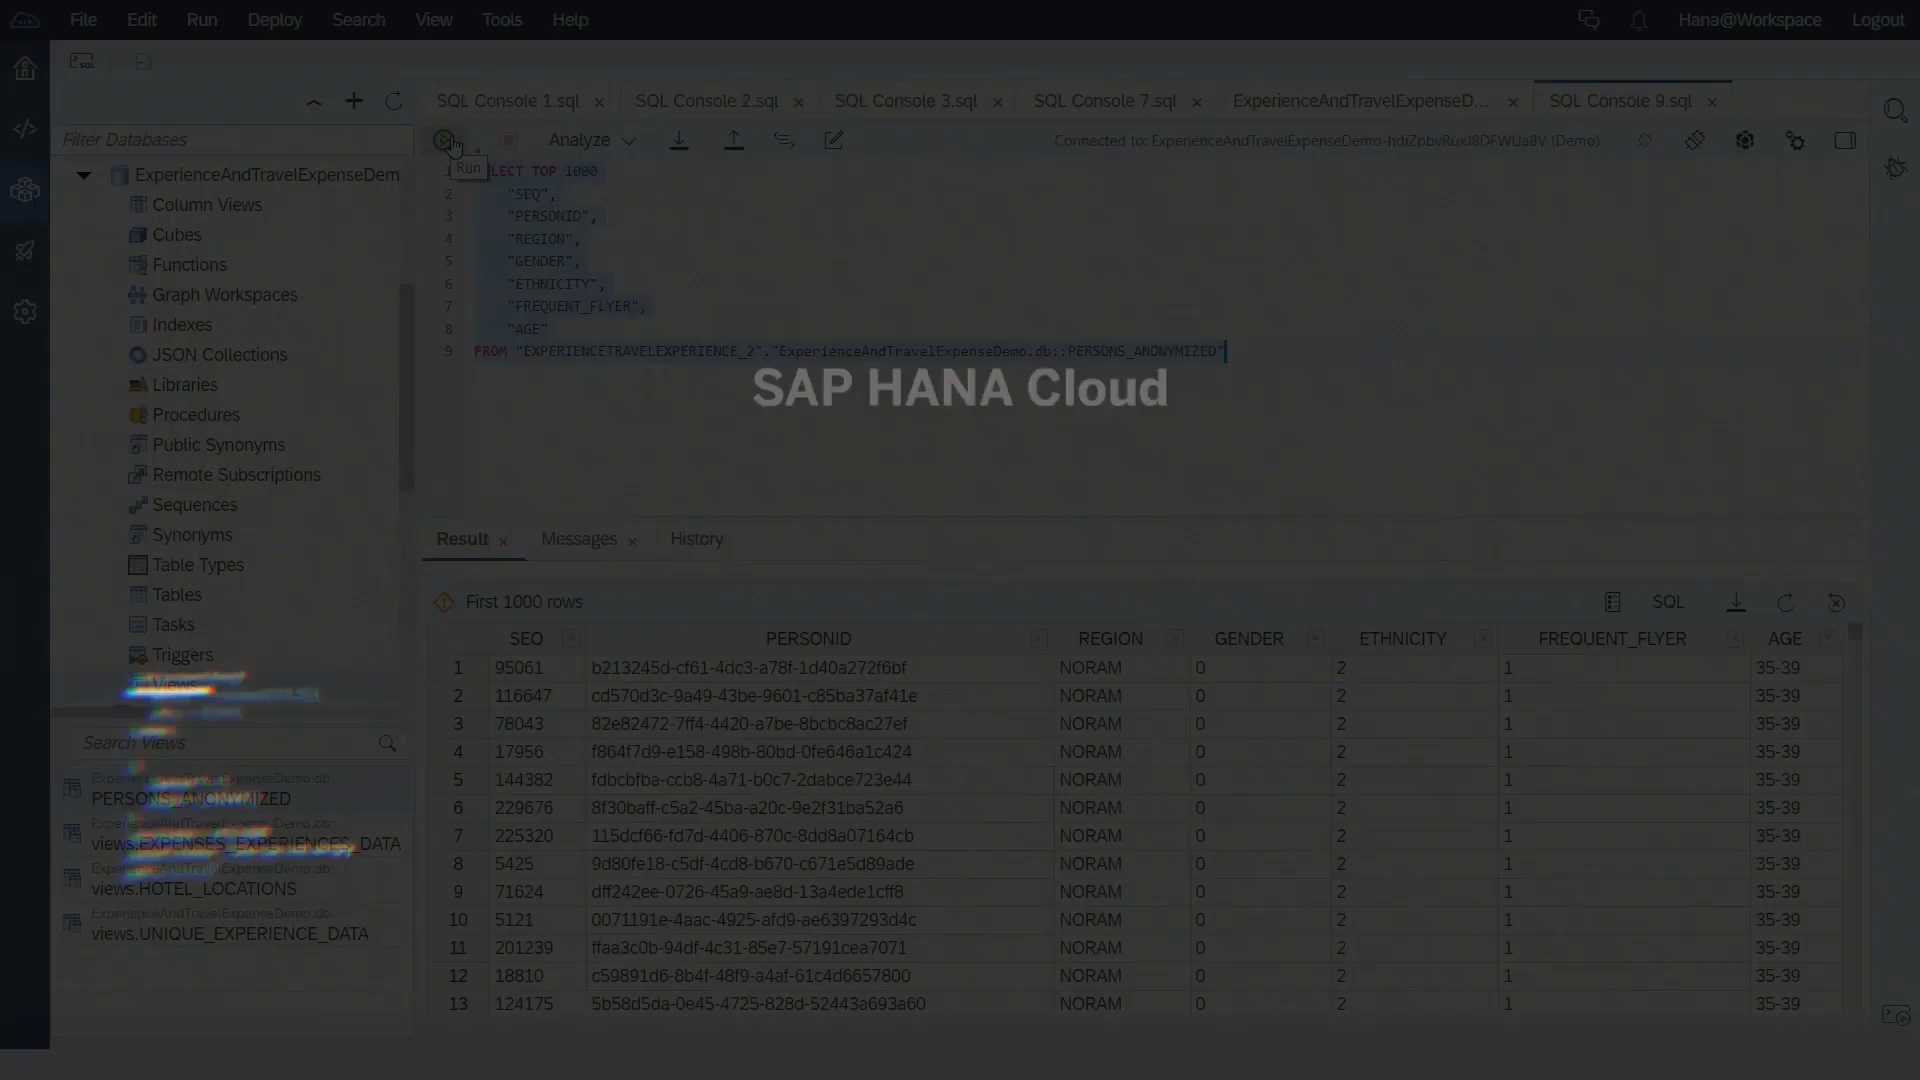 File Edit Run Deploy Search View Tools Help Hana@Workspace Logout
SQL Console 1.sql SQL Console 2.sql SQL Console 3.sql SQL Console 7.sql ExperienceAndTravelExpenseD... SQL Console 9.sql
Filter Databases
Analyze
Connected to: ExperienceAndTravelExpenseDemo-hdiZpbvRuxJ8DFWUa8V (Demo)
Run
ExperienceAndTravelExpenseDem
Column Views
Cubes
Functions
Graph Workspaces
Indexes
JSON Collections
Libraries
Procedures
Public Synonyms
Remote Subscriptions
Sequences
Synonyms
Table Types
Tables
Tasks
Triggers
Views
Search Views
ExperienceAndTravelExpenseDemo.db::
PERSONS_ANONYMIZED
ExperienceAndTravelExpenseDemo.db::
views.EXPENSES_EXPERIENCES_DATA
ExperienceAndTravelExpenseDemo.db::
views.HOTEL_LOCATIONS
ExperienceAndTravelExpenseDemo.db::
views.UNIQUE_EXPERIENCE_DATA
1 LECT TOP 1000
2 "SEQ",
3 "PERSONID",
4 "REGION",
5 "GENDER",
6 "ETHNICITY",
7 "FREQUENT_FLYER",
8 "AGE"
9 FROM "EXPERIENCETRAVELEXPERIENCE_2"."ExperienceAndTravelExpenseDemo.db::PERSONS_ANONYMIZED"
SAP HANA Cloud
Result Messages History
First 1000 rows SQL
SEQ PERSONID REGION GENDER ETHNICITY FREQUENT_FLYER AGE
1 95061 b213245d-cf61-4dc3-a78f-1d40a272f6bf NORAM 0 2 1 35-39
2 116647 cd570d3c-9a49-43be-9601-c85ba37af41e NORAM 0 2 1 35-39
3 78043 82e82472-7ff4-4420-a7be-8bcbc8ac27ef NORAM 0 2 1 35-39
4 17956 f864f7d9-e158-498b-80bd-0fe646a1c424 NORAM 0 2 1 35-39
5 144382 fdbcbfba-ccb8-4a71-b0c7-2dabce723e44 NORAM 0 2 1 35-39
6 229676 8f30baff-c5a2-45ba-a20c-9e2f31ba52a6 NORAM 0 2 1 35-39
7 225320 115dcf66-fd7d-4406-870c-8dd8a07164cb NORAM 0 2 1 35-39
8 5425 9d80fe18-c5df-4cd8-b670-c671e5d89ade NORAM 0 2 1 35-39
9 71624 dff242ee-0726-45a9-ae8d-13a4ede1cff8 NORAM 0 2 1 35-39
10 5121 0071191e-4aac-4925-afd9-ae6397293d4c NORAM 0 2 1 35-39
11 201239 ffaa3c0b-94df-4c31-85e7-57191cea7071 NORAM 0 2 1 35-39
12 18810 c59891d6-8b4f-48f9-a4af-61c4d6657800 NORAM 0 2 1 35-39
13 124175 5b58d5da-0e45-4725-828d-52443a693a60 NORAM 0 2 1 35-39